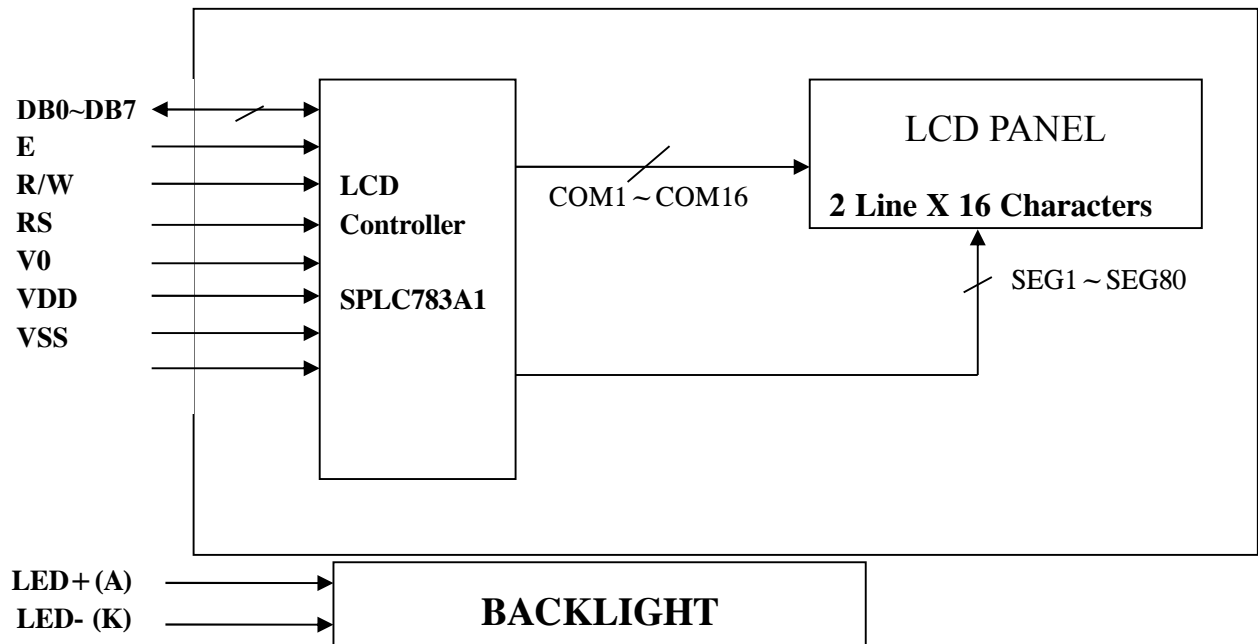 DB0~DB7
E
R/W
RS
V0
VDD
VSS
LCD
Controller
SPLC783A1
COM1～COM16
LCD PANEL
2 Line X 16 Characters
SEG1～SEG80
LED+(A)
LED- (K)
BACKLIGHT